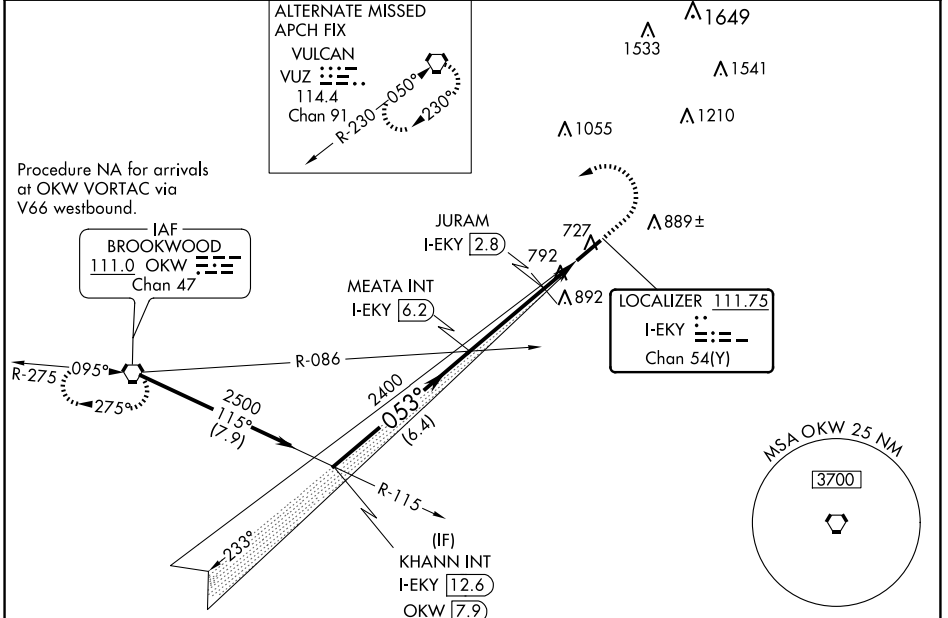 ALTERNATE MISSED
APCH FIX
VULCAN
VUZ
114.4
Chan 91
R-230
050°
230°
1649
1533
1541
1210
1055
Procedure NA for arrivals
at OKW VORTAC via
V66 westbound.
IAF
BROOKWOOD
111.0 OKW
Chan 47
JURAM
I-EKY 2.8
727
889±
792
892
MEATA INT
I-EKY 6.2
LOCALIZER 111.75
I-EKY
Chan 54(Y)
R-086
R-275
095°
275°
2500
115°
(7.9)
2400
053°
(6.4)
R-115
233°
(IF)
KHANN INT
I-EKY 12.6
OKW 7.9
MSA OKW 25 NM
3700